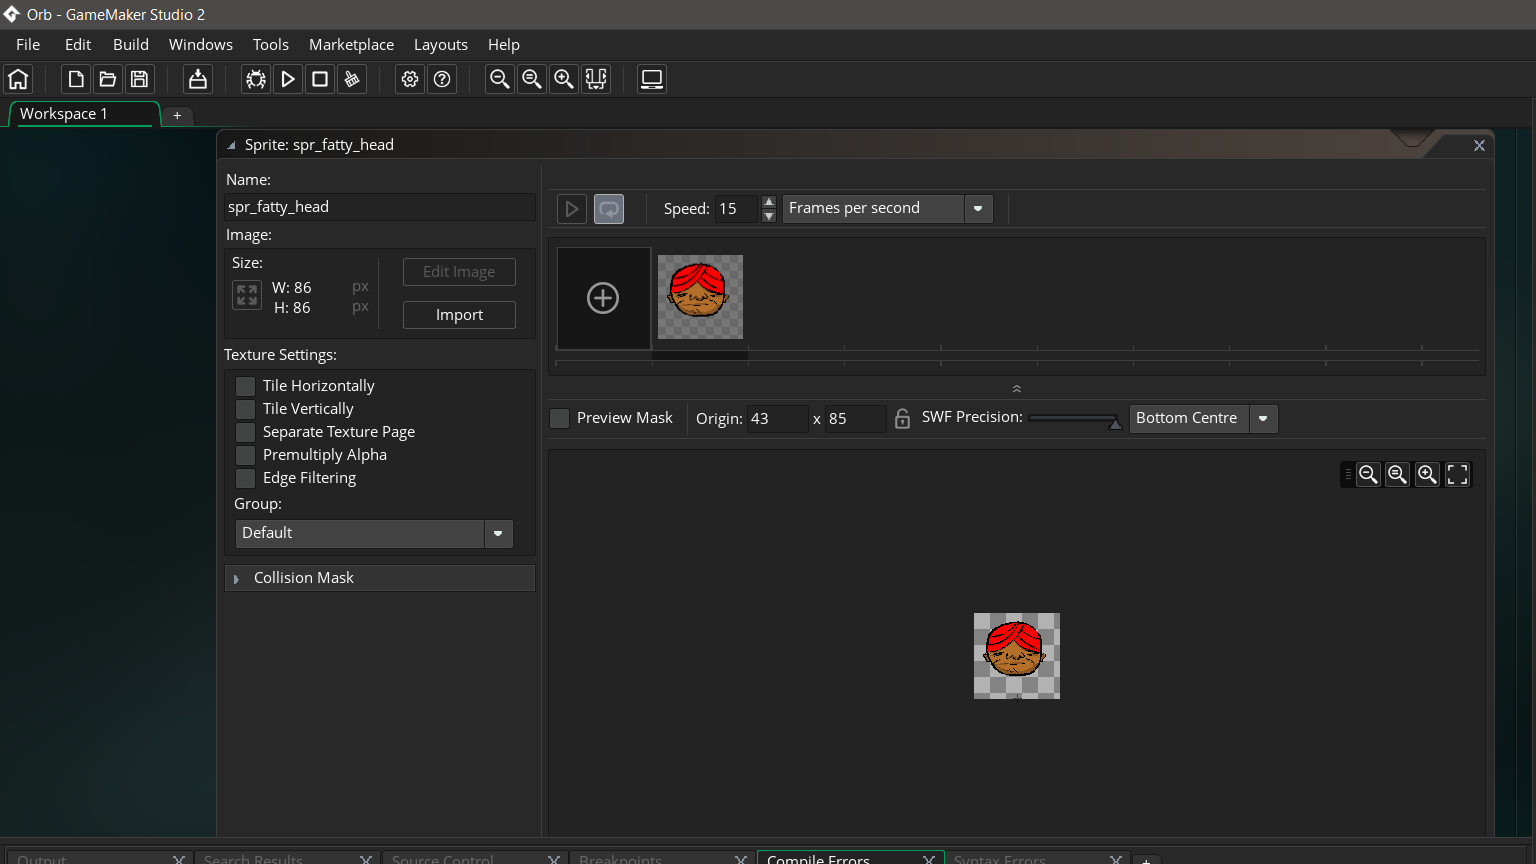 Orb - GameMaker Studio 2
File Edit Build Windows Tools Marketplace Layouts Help
Workspace 1 +
Sprite: spr_fatty_head
Name:
spr_fatty_head
Image:
Size:
W: 86 px
H: 86 px
Edit Image
Import
Texture Settings:
Tile Horizontally
Tile Vertically
Separate Texture Page
Premultiply Alpha
Edge Filtering
Group:
Default
Collision Mask
Speed: 15 Frames per second
Preview Mask Origin: 43 x 85 SWF Precision: Bottom Centre
Output Search Results Source Control Breakpoints Compile Errors Syntax Errors +